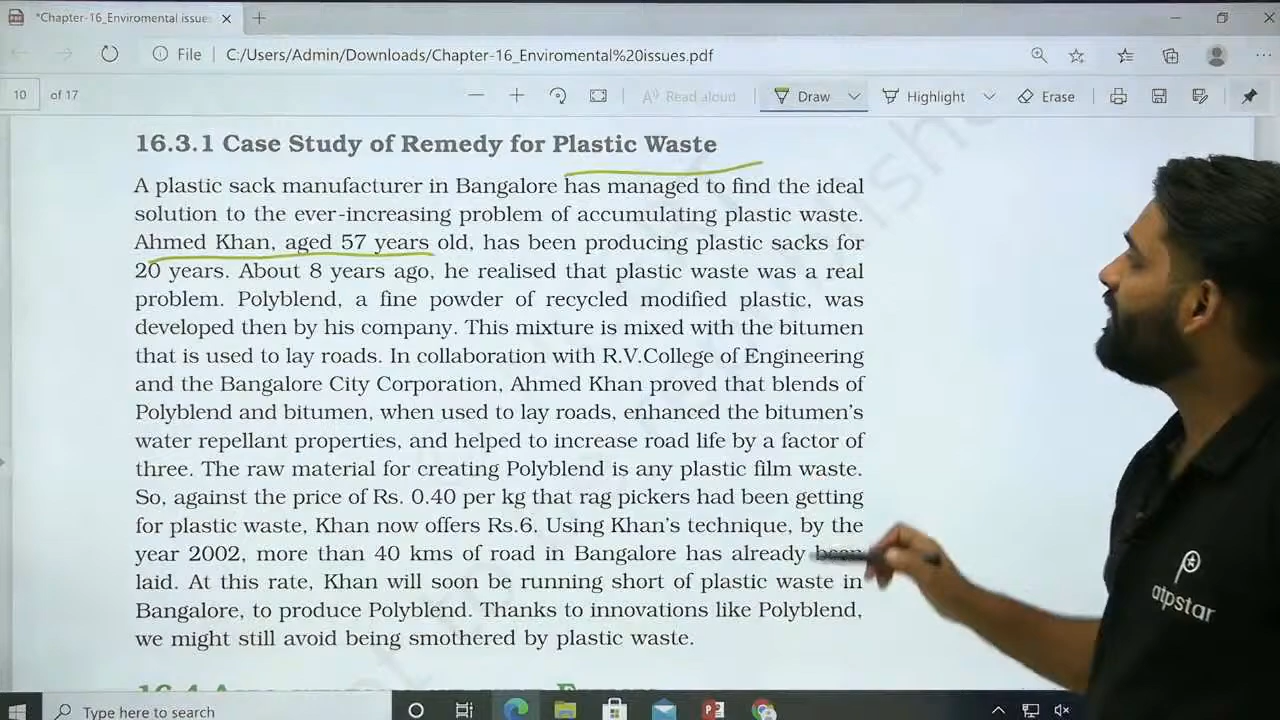 *Chapter-16_Enviromental issues
File
C:/Users/Admin/Downloads/Chapter-16_Enviromental%20issues.pdf
10 of 17
Read aloud
Draw
Highlight
Erase
16.3.1 Case Study of Remedy for Plastic Waste
A plastic sack manufacturer in Bangalore has managed to find the ideal
solution to the ever-increasing problem of accumulating plastic waste.
Ahmed Khan, aged 57 years old, has been producing plastic sacks for
20 years. About 8 years ago, he realised that plastic waste was a real
problem. Polyblend, a fine powder of recycled modified plastic, was
developed then by his company. This mixture is mixed with the bitumen
that is used to lay roads. In collaboration with R.V.College of Engineering
and the Bangalore City Corporation, Ahmed Khan proved that blends of
Polyblend and bitumen, when used to lay roads, enhanced the bitumen's
water repellant properties, and helped to increase road life by a factor of
three. The raw material for creating Polyblend is any plastic film waste.
So, against the price of Rs. 0.40 per kg that rag pickers had been getting
for plastic waste, Khan now offers Rs.6. Using Khan's technique, by the
year 2002, more than 40 kms of road in Bangalore has already been
laid. At this rate, Khan will soon be running short of plastic waste in
Bangalore, to produce Polyblend. Thanks to innovations like Polyblend,
we might still avoid being smothered by plastic waste.
16.4
Type here to search
atpstar